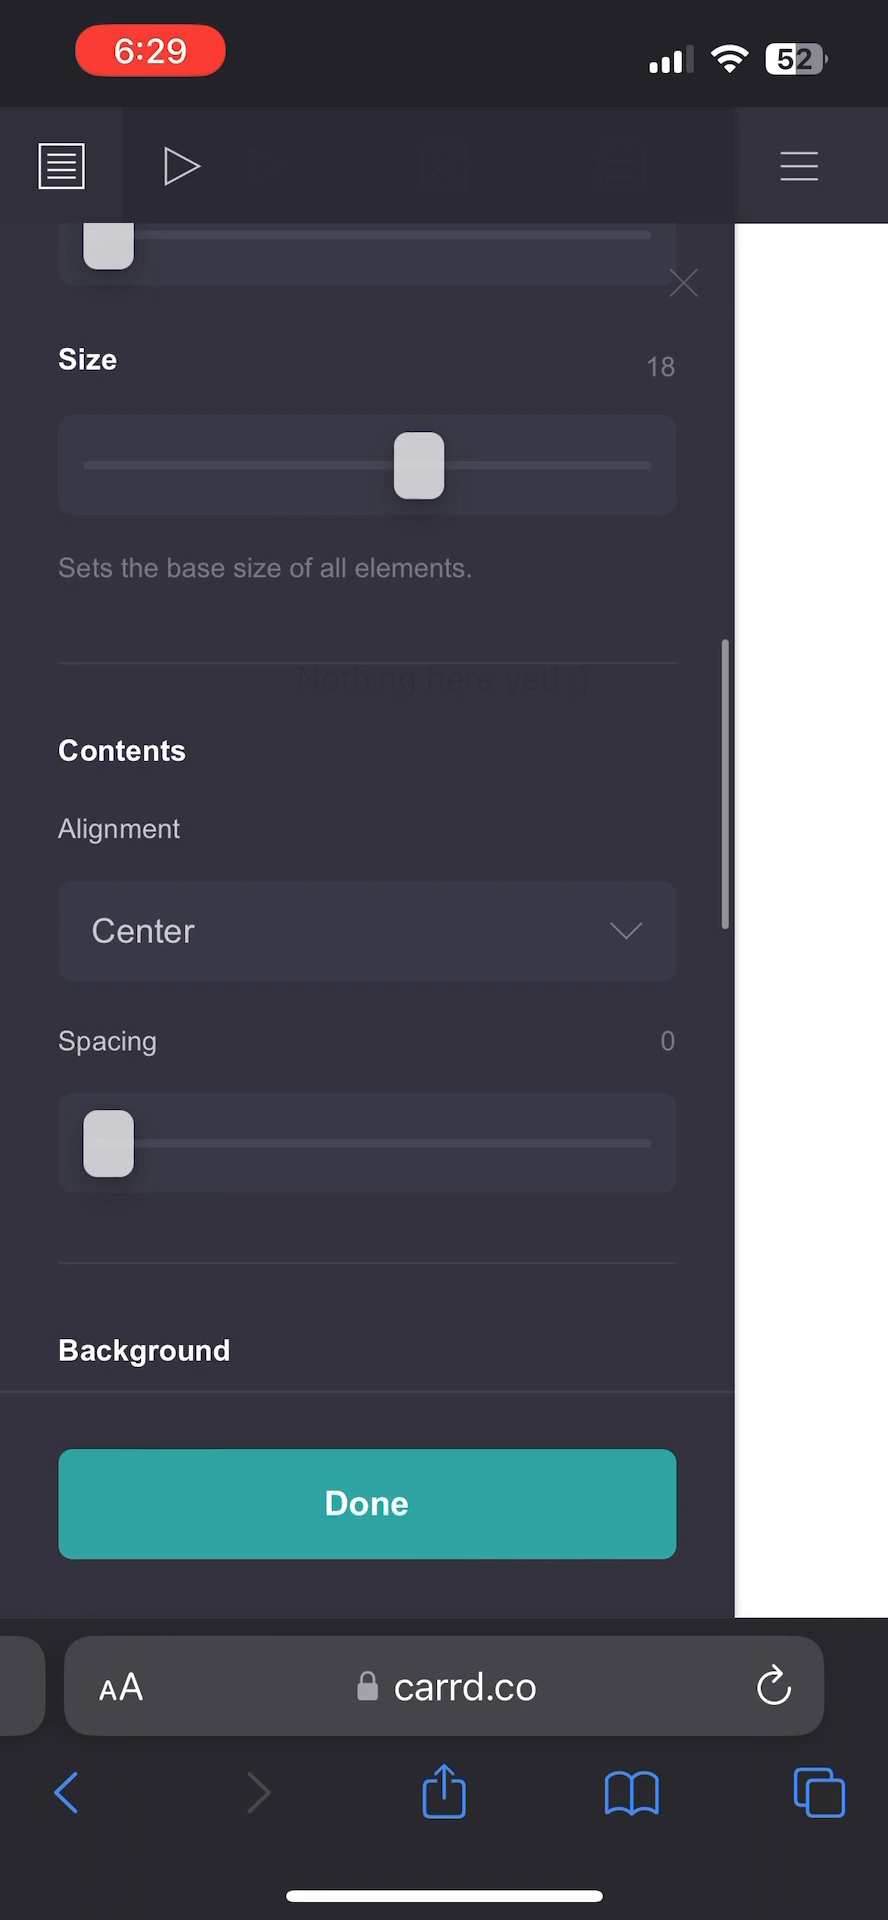 6:29
52
Size
18
Sets the base size of all elements.
Nothing here yet! :)
Contents
Alignment
Center
Spacing
0
Background
Done
AA
carrd.co